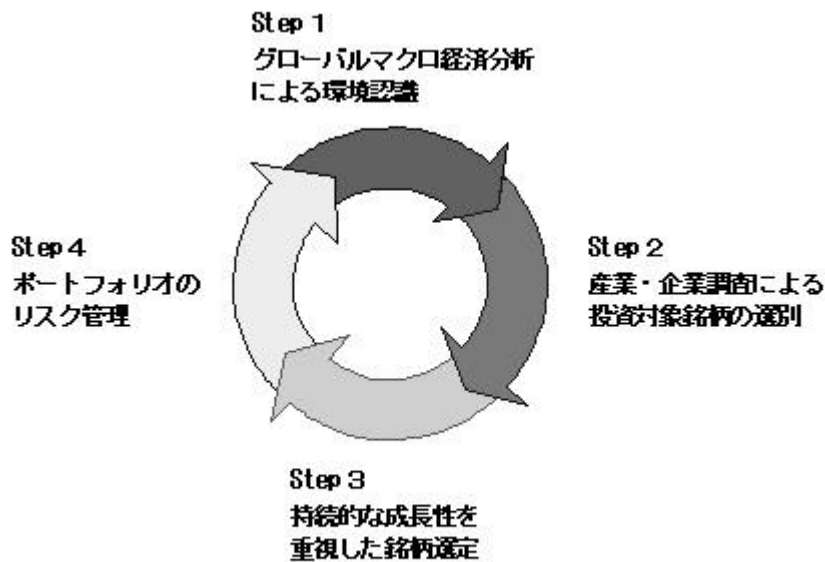 Step 1
グローバルマクロ経済分析
による環境認識
Step 2
産業・企業調査による
投資対象銘柄の選別
Step 3
持続的な成長性を
重視した銘柄選定
Step 4
ポートフォリオの
リスク管理